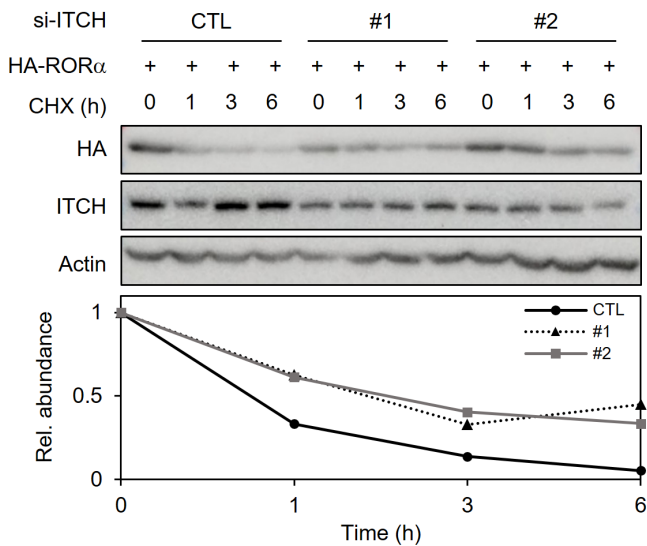 si-ITCH CTL #1 #2
HA-RORα + + + + + + + + + + + +
CHX (h) 0 1 3 6 0 1 3 6 0 1 3 6
HA
ITCH
Actin
Rel. abundance
1
0.5
0
CTL
#1
#2
0 1 3 6
Time (h)